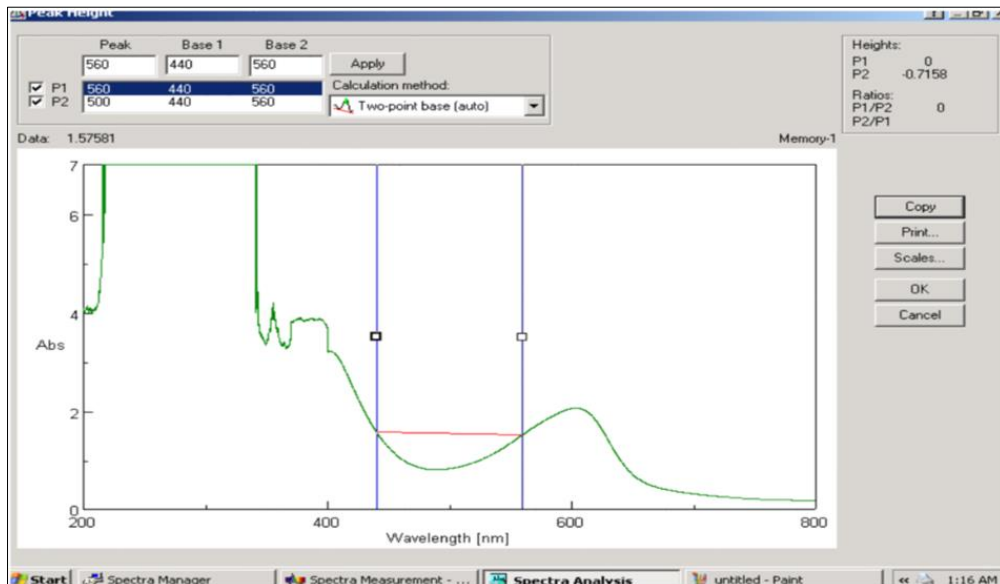 Peak Height
Peak Base 1 Base 2
560 440 560 Apply
P1 560 440 560
P2 500 440 560
Calculation method:
Two-point base (auto)
Heights:
P1 0
P2 -0.7158
Ratios:
P1/P2 0
P2/P1
Data: 1.57581 Memory-1
7
6
4
Abs
2
0
200 400 600 800
Wavelength [nm]
Copy
Print...
Scales...
OK
Cancel
Start Spectra Manager Spectra Measurement - ... Spectra Analysis untitled - Paint « 1:16 AM